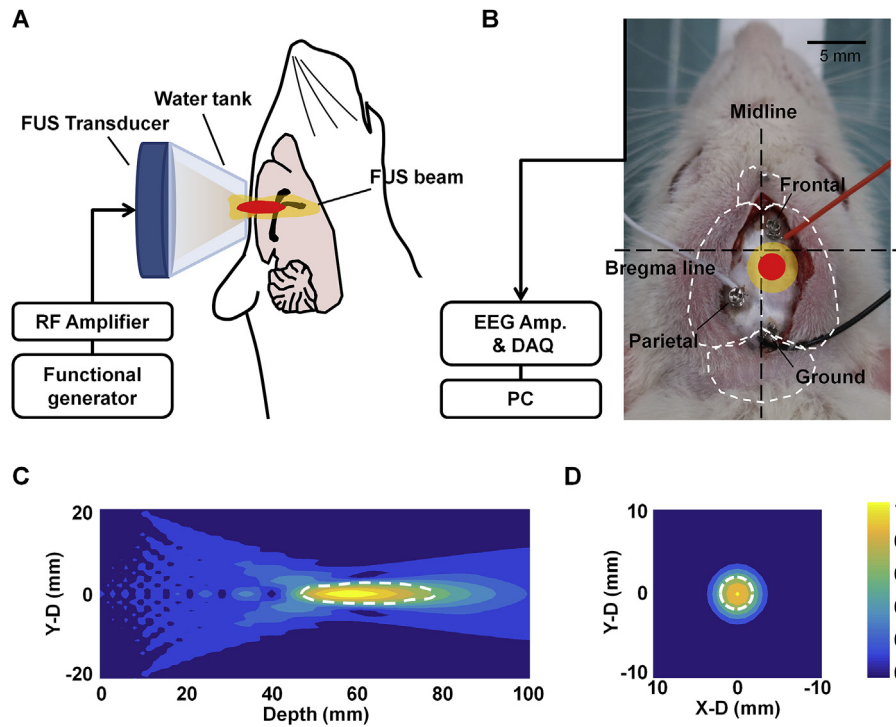 A
Water tank
FUS Transducer
FUS beam
RF Amplifier
Functional
generator
B
5 mm
Midline
Frontal
Bregma line
Parietal
Ground
EEG Amp.
& DAQ
PC
C
20
0
-20
Y-D (mm)
0 20 40 60 80 100
Depth (mm)
D
10
0
-10
Y-D (mm)
10 0 -10
X-D (mm)